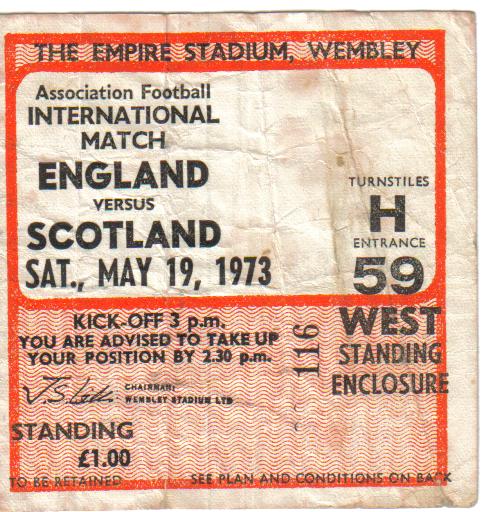 THE EMPIRE STADIUM, WEMBLEY
Association Football
INTERNATIONAL
MATCH
ENGLAND
VERSUS
SCOTLAND
SAT., MAY 19, 1973
TURNSTILES
H
ENTRANCE
59
WEST
STANDING
ENCLOSURE
KICK-OFF 3 p.m.
YOU ARE ADVISED TO TAKE UP
YOUR POSITION BY 2.30 p.m.
116
CHAIRMAN:
WEMBLEY STADIUM LTD
STANDING
£1.00
TO BE RETAINED
SEE PLAN AND CONDITIONS ON BACK